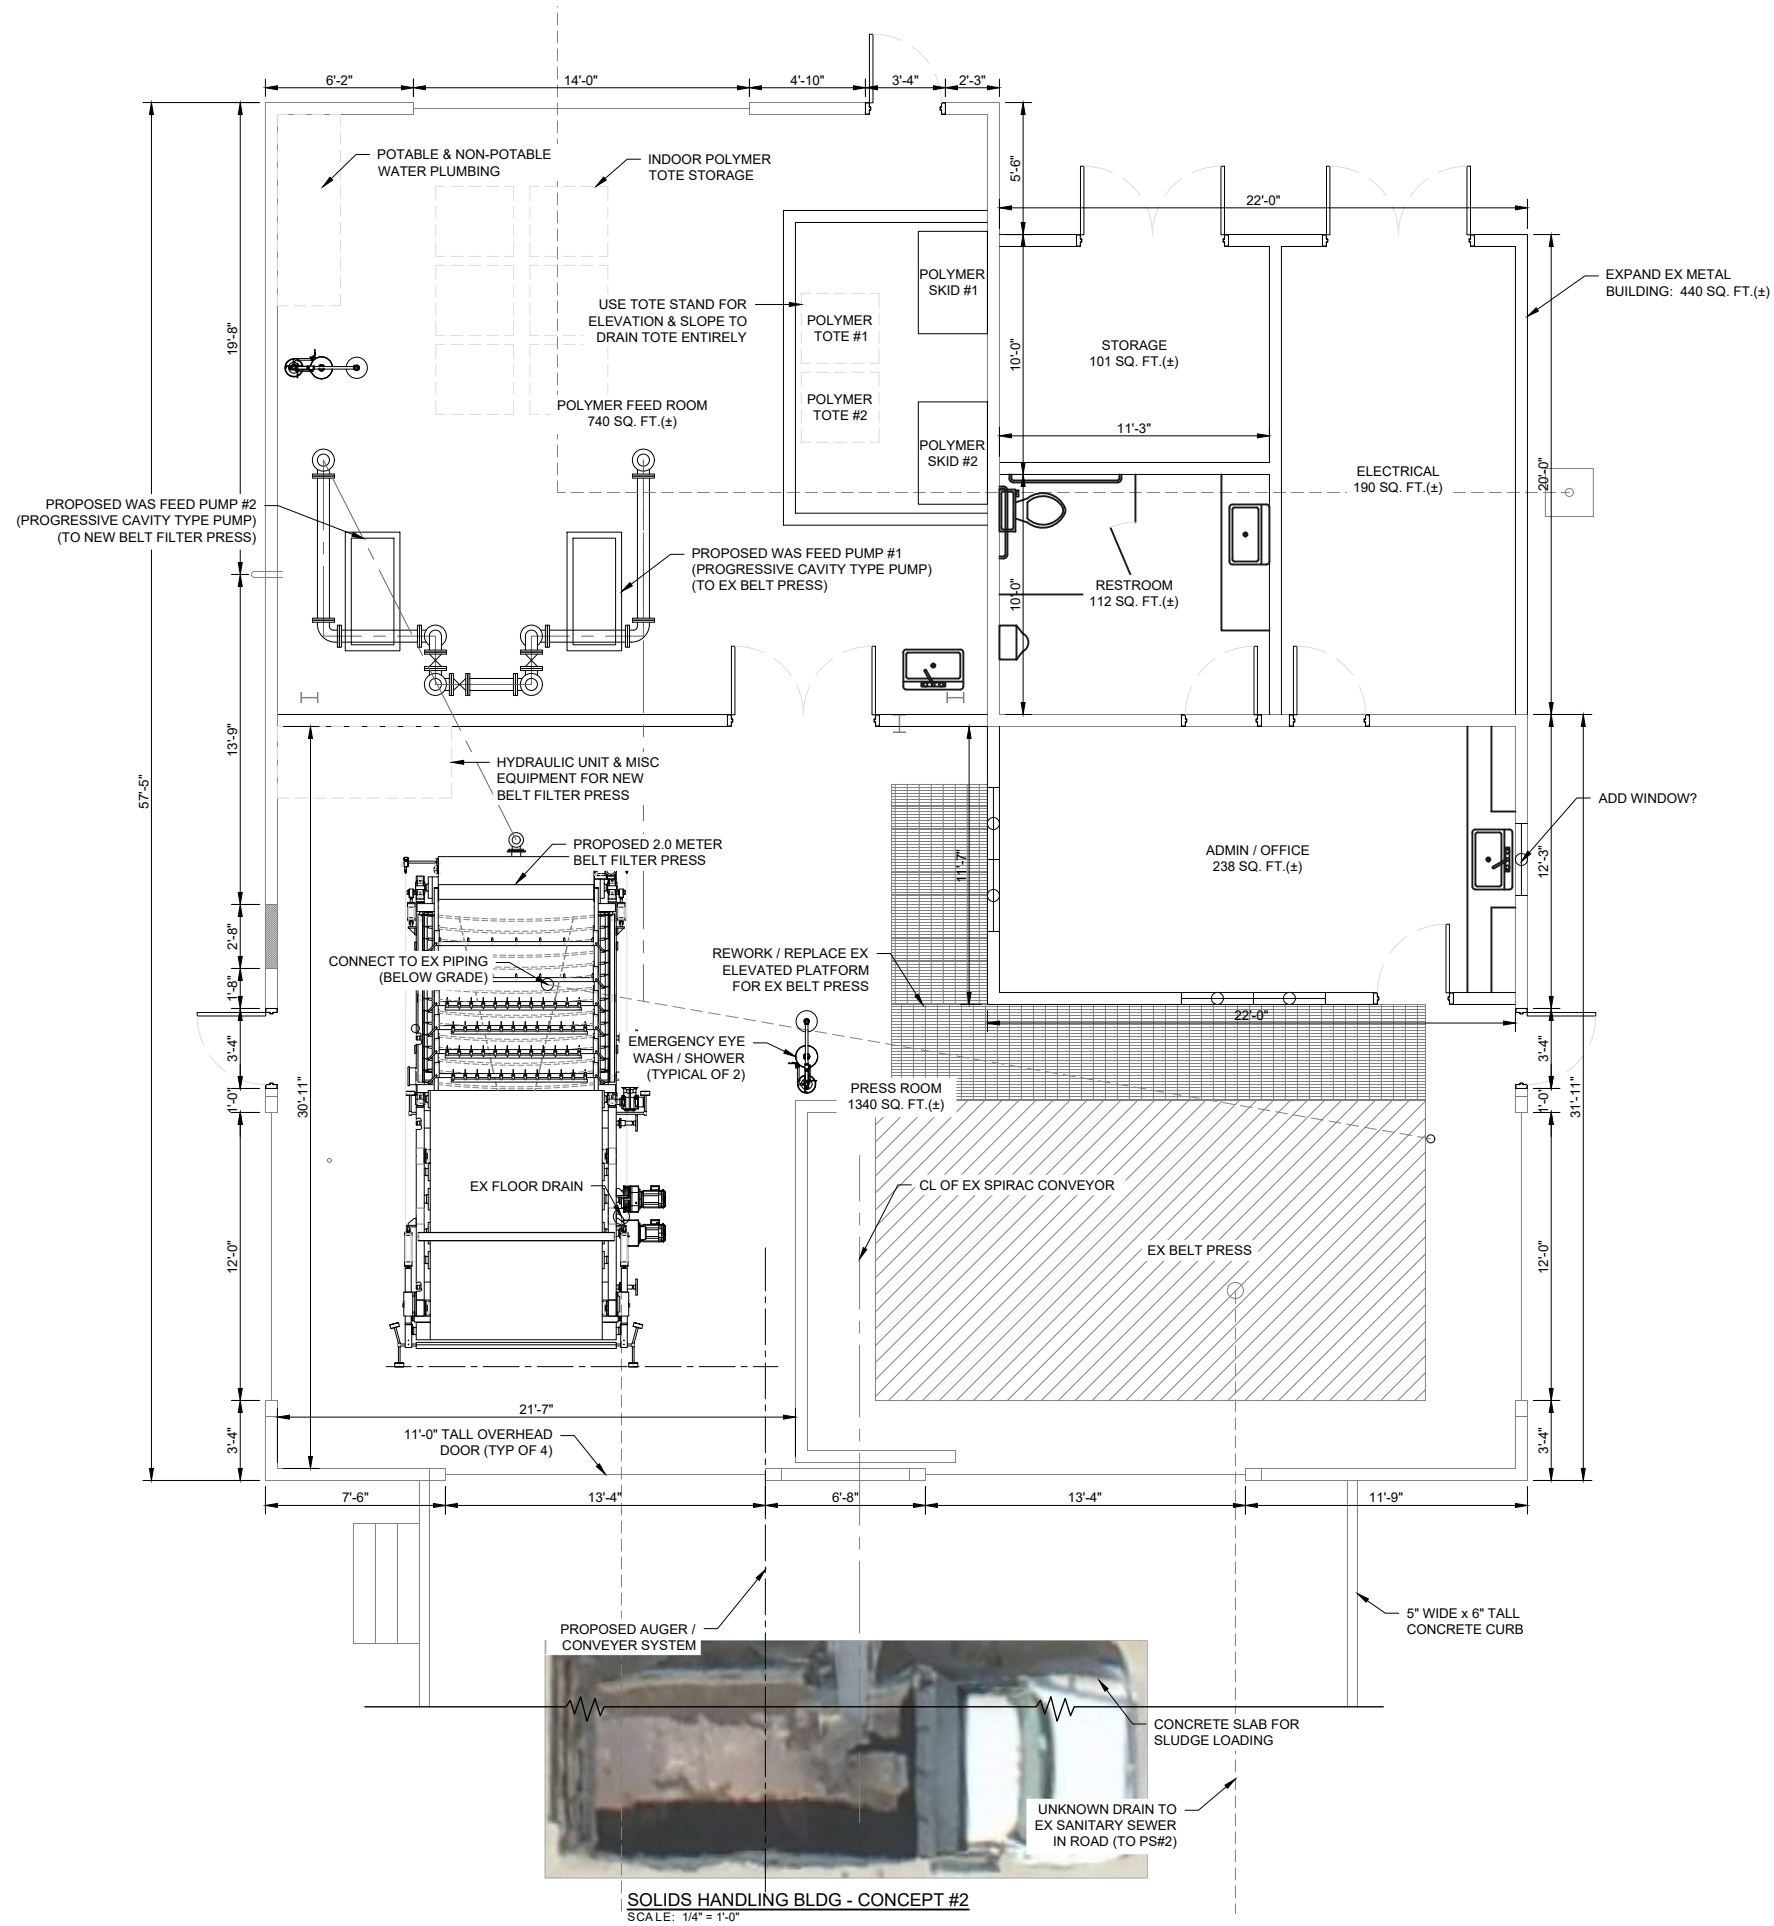 6'-2"
14'-0"
4'-10"
3'-4"
2'-3"
POTABLE & NON-POTABLE
WATER PLUMBING
INDOOR POLYMER
TOTE STORAGE
5'-6"
22'-0"
POLYMER
SKID #1
EXPAND EX METAL
BUILDING:  440 SQ. FT.(±)
USE TOTE STAND FOR
ELEVATION & SLOPE TO
DRAIN TOTE ENTIRELY
POLYMER
TOTE #1
19'-8"
10'-0"
STORAGE
101 SQ. FT.(±)
POLYMER
TOTE #2
POLYMER FEED ROOM
740 SQ. FT.(±)
11'-3"
POLYMER
SKID #2
ELECTRICAL
190 SQ. FT.(±)
20'-0"
PROPOSED WAS FEED PUMP #2
(PROGRESSIVE CAVITY TYPE PUMP)
(TO NEW BELT FILTER PRESS)
PROPOSED WAS FEED PUMP #1
(PROGRESSIVE CAVITY TYPE PUMP)
(TO EX BELT PRESS)
10'-0"
RESTROOM
112 SQ. FT.(±)
13'-9"
57'-5"
HYDRAULIC UNIT & MISC
EQUIPMENT FOR NEW
BELT FILTER PRESS
ADD WINDOW?
PROPOSED 2.0 METER
BELT FILTER PRESS
11'-7"
ADMIN / OFFICE
238 SQ. FT.(±)
12'-3"
2'-8"
CONNECT TO EX PIPING
(BELOW GRADE)
REWORK / REPLACE EX
ELEVATED PLATFORM
FOR EX BELT PRESS
1'-8"
22'-0"
3'-4"
3'-4"
EMERGENCY EYE
WASH / SHOWER
(TYPICAL OF 2)
PRESS ROOM
1340 SQ. FT.(±)
1'-0"
30'-11"
1'-0"
31'-11"
EX FLOOR DRAIN
CL OF EX SPIRAC CONVEYOR
12'-0"
EX BELT PRESS
12'-0"
21'-7"
11'-0" TALL OVERHEAD
DOOR (TYP OF 4)
3'-4"
3'-4"
7'-6"
13'-4"
6'-8"
13'-4"
11'-9"
PROPOSED AUGER /
CONVEYER SYSTEM
5" WIDE x 6" TALL
CONCRETE CURB
CONCRETE SLAB FOR
SLUDGE LOADING
UNKNOWN DRAIN TO
EX SANITARY SEWER
IN ROAD (TO PS#2)
SOLIDS HANDLING BLDG - CONCEPT #2
SCALE:  1/4" = 1'-0"